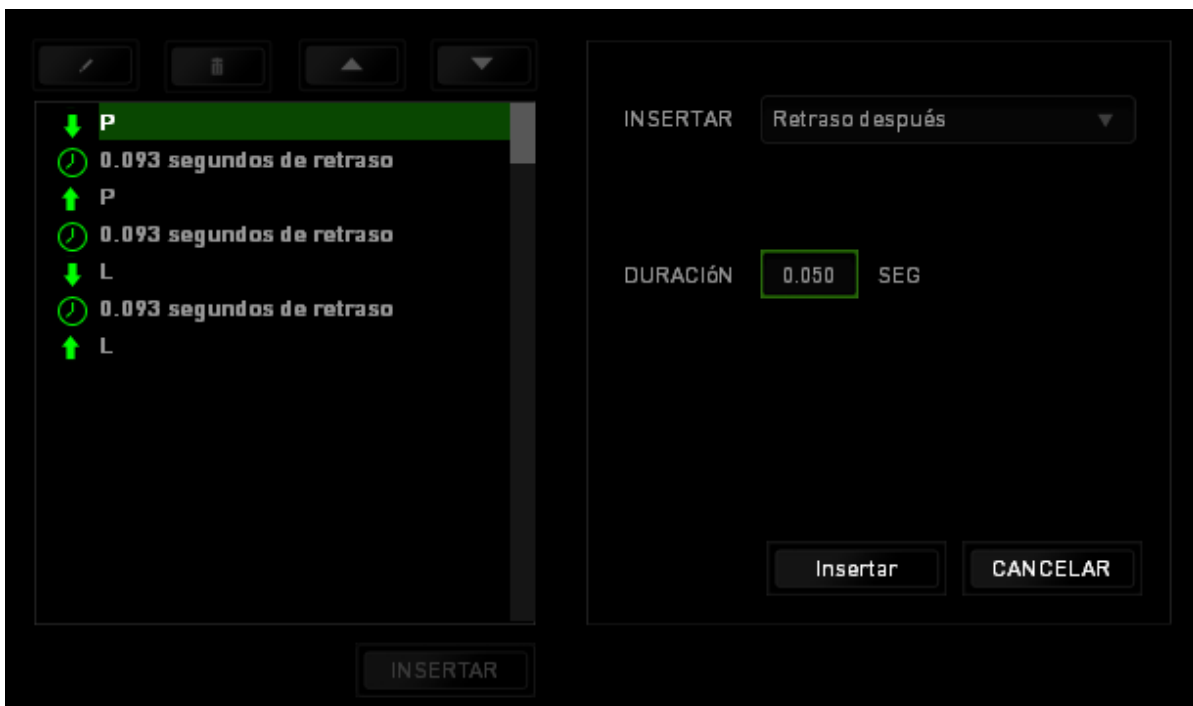 P
0.093 segundos de retraso
P
0.093 segundos de retraso
L
0.093 segundos de retraso
L
INSERTAR
INSERTAR Retraso después
DURACIóN 0.050 SEG
Insertar CANCELAR